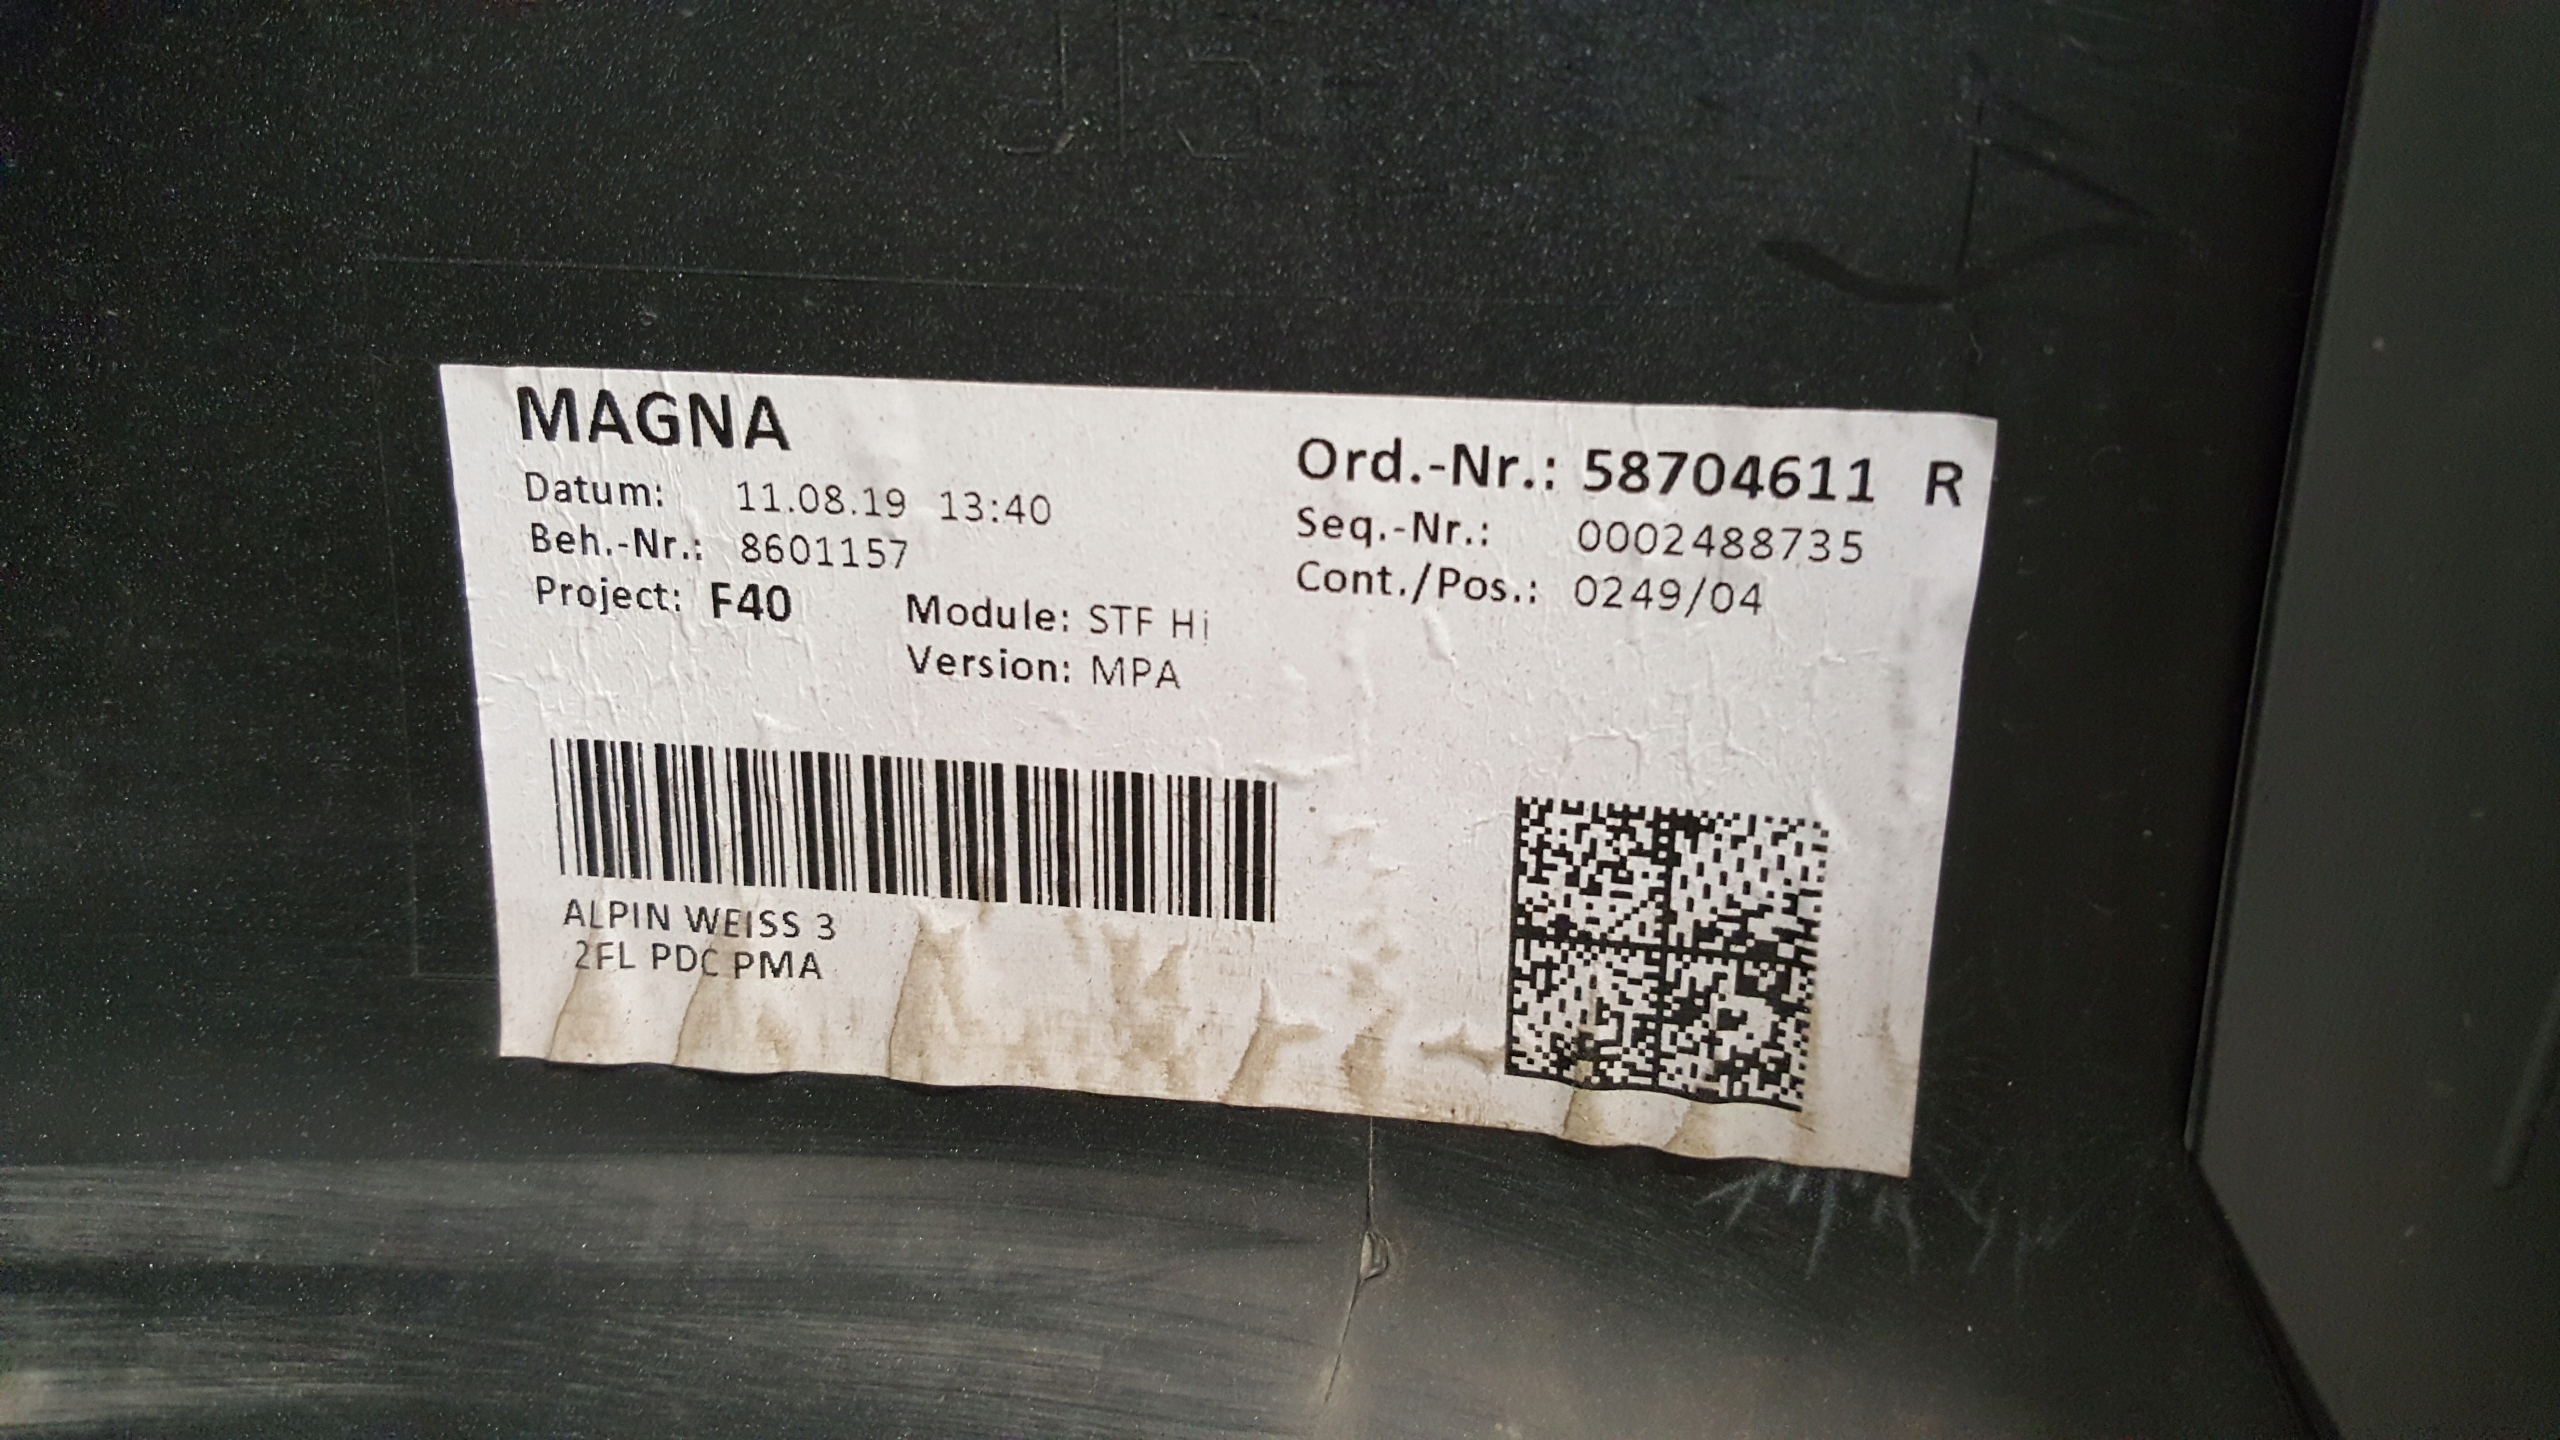 MAGNA
Datum: 11.08.19 13:40
Beh.-Nr.: 8601157
Project: F40
Module: STF Hi
Version: MPA
Ord.-Nr.: 58704611 R
Seq.-Nr.: 0002488735
Cont./Pos.: 0249/04
ALPIN WEISS 3
2FL PDC PMA